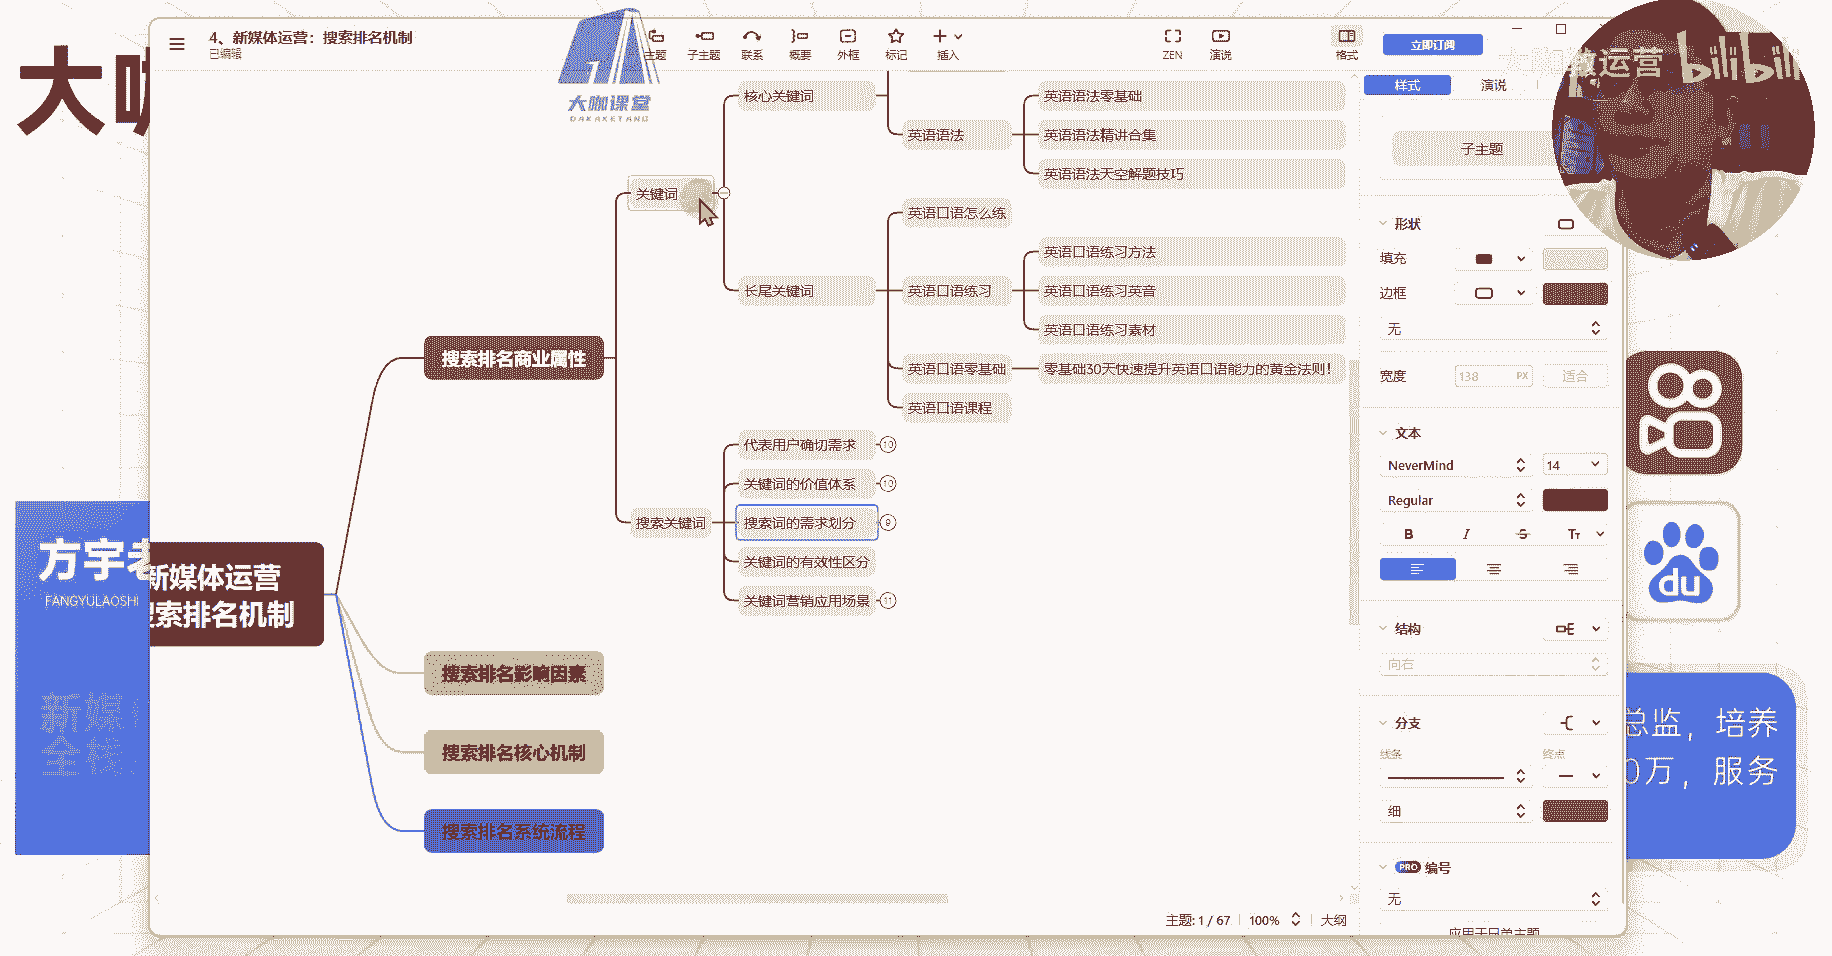 4、新媒体运营：搜索排名机制
已编辑
主题
子主题
联系
概要
外框
标记
插入
ZEN
演说
格式
立即订阅
大咖
大咖课堂
DAKAKETANG
做运营
bilibili
样式
演说
子主题
核心关键词
英语语法
英语语法零基础
英语语法精讲合集
英语语法天空解题技巧
关键词
长尾关键词
英语口语怎么练
英语口语练习
英语口语练习方法
英语口语练习英音
英语口语练习素材
英语口语零基础
零基础30天快速提升英语口语能力的黄金法则！
英语口语课程
搜索排名商业属性
搜索关键词
代表用户确切需求
10
关键词的价值体系
10
搜索词的需求划分
9
关键词的有效性区分
关键词营销应用场景
11
新媒体运营
搜索排名机制
搜索排名影响因素
搜索排名核心机制
搜索排名系统流程
形状
填充
边框
无
宽度
138
PX
适合
文本
NeverMind
14
Regular
B
I
S
TT
结构
向右
分支
线条
终点
细
PRO
编号
无
应用于只单主题
主题: 1 / 67
100%
大纲
方宇老
FANGYULAOSHI
新媒
全栈
du
总监，培养
0万，服务